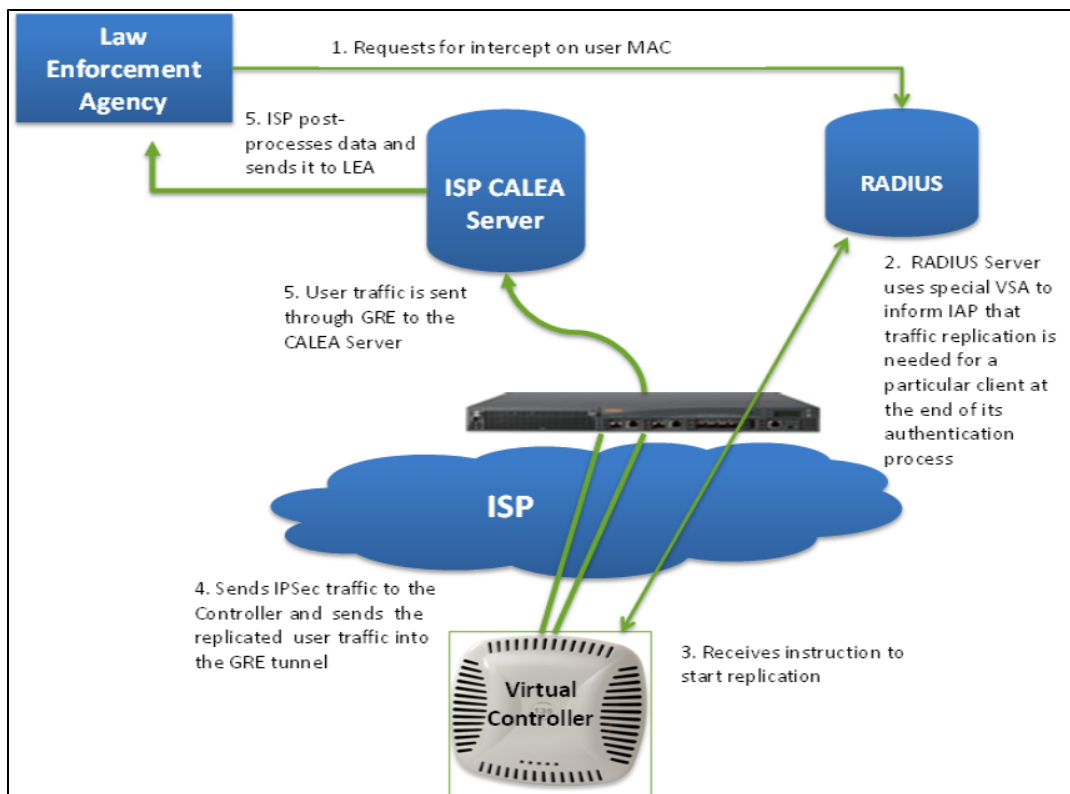 Law
Enforcement
Agency
1. Requests for intercept on user MAC
5. ISP post-
processes data and
sends it to LEA
ISP CALEA
Server
RADIUS
2. RADIUS Server
uses special VSA to
inform IAP that
traffic replication is
needed for a
particular client at
the end of its
authentication
process
5. User traffic is sent
through GRE to the
CALEA Server
ISP
4. Sends IPSec traffic to the
Controller and sends the
replicated user traffic into
the GRE tunnel
3. Receives instruction to
start replication
Virtual
Controller